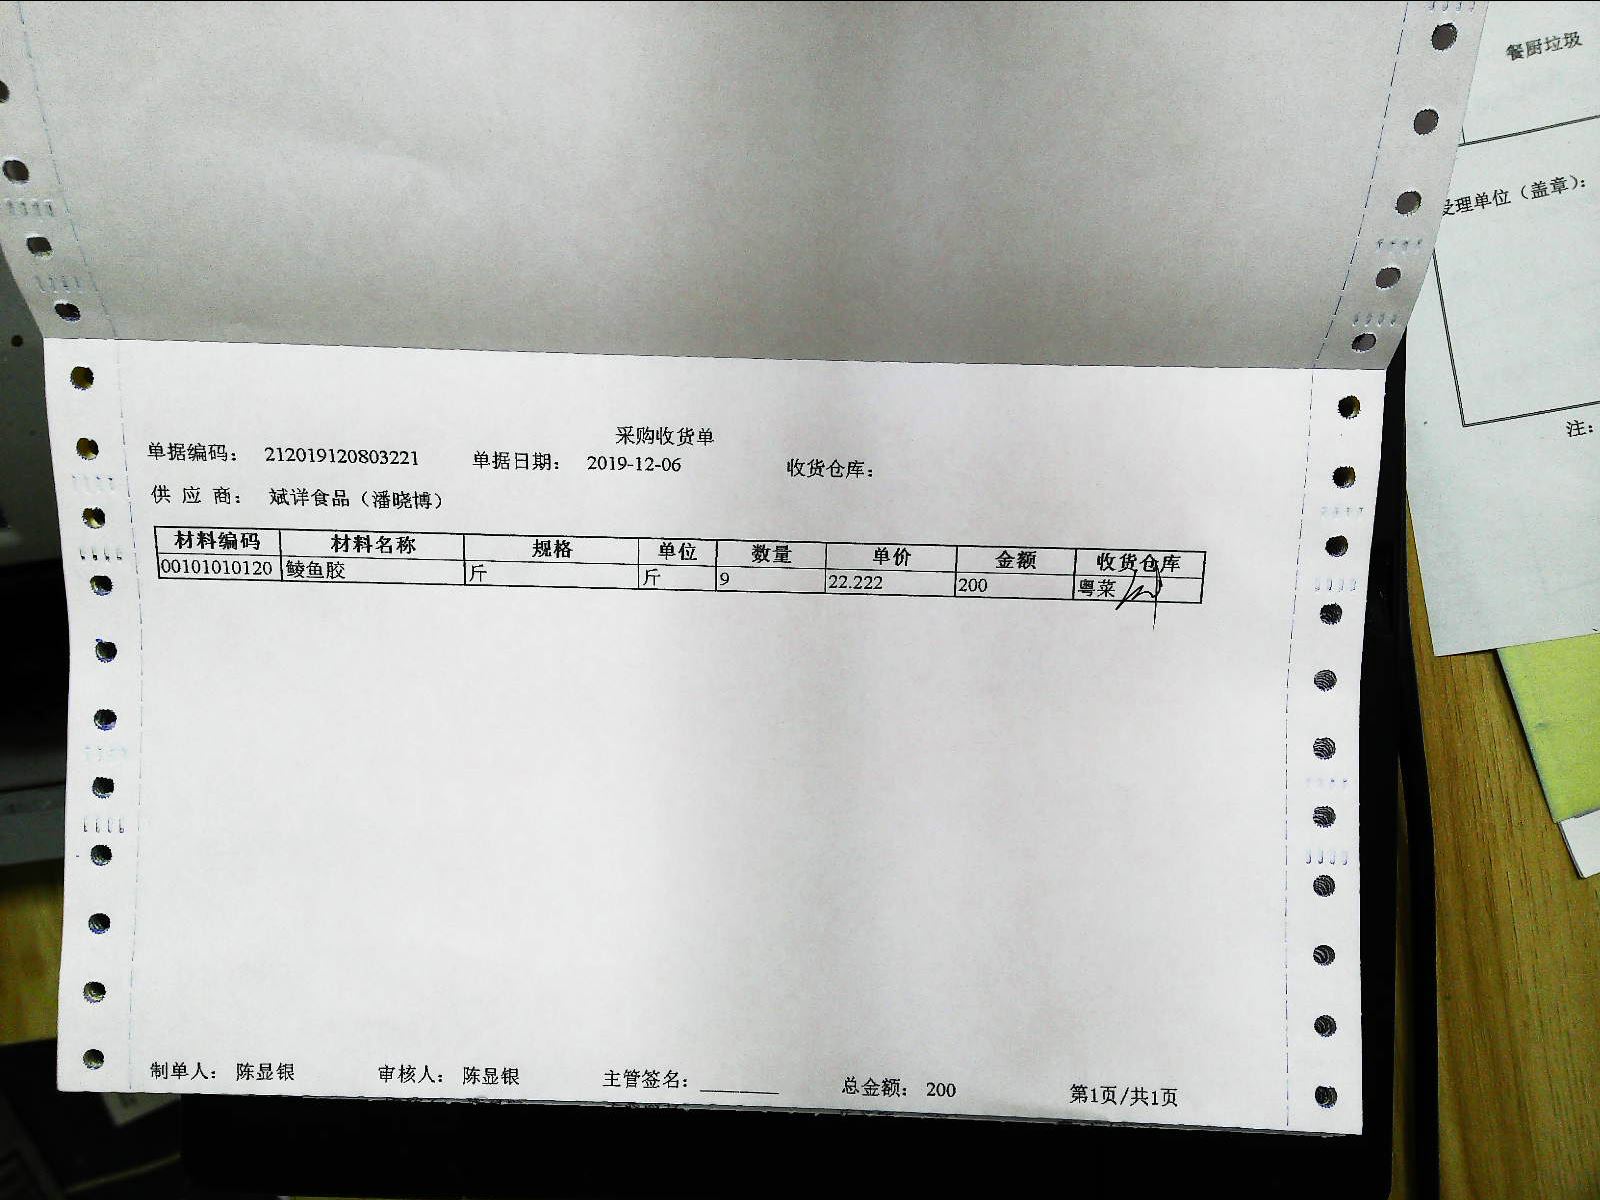 餐厨垃圾
受理单位（盖章）：
注：
采购收货单
单据编码： 212019120803221 单据日期： 2019-12-06 收货仓库：
供 应 商： 斌详食品（潘晓博）
材料编码 材料名称 规格 单位 数量 单价 金额 收货仓库
00101010120 鲮鱼胶 斤 斤 9 22.222 200 粤菜
制单人： 陈显银 审核人： 陈显银 主管签名： 总金额： 200 第1页/共1页